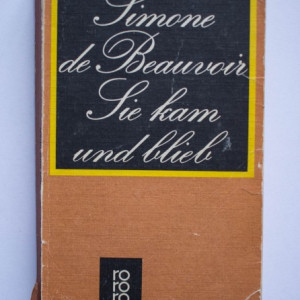 Simone
de Beauvoir
Sie kam
und blieb
ro
ro
ro